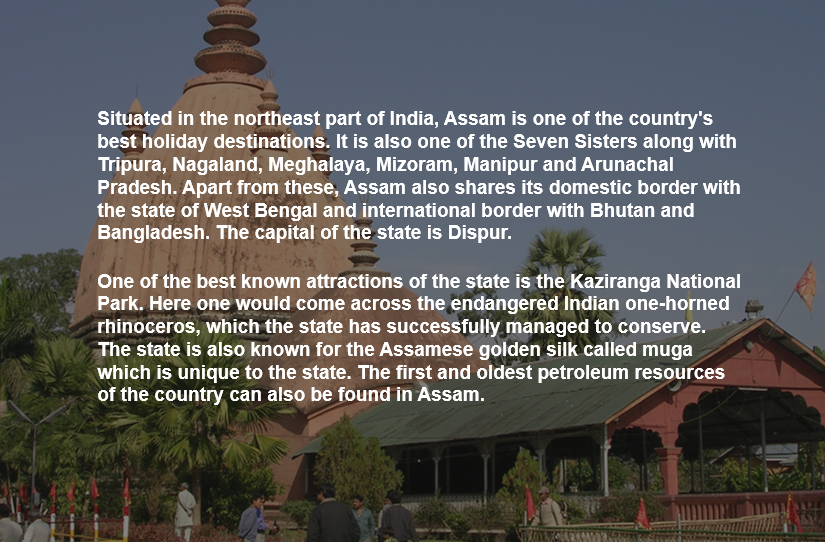 Situated in the northeast part of India, Assam is one of the country's
best holiday destinations. It is also one of the Seven Sisters along with
Tripura, Nagaland, Meghalaya, Mizoram, Manipur and Arunachal
Pradesh. Apart from these, Assam also shares its domestic border with
the state of West Bengal and international border with Bhutan and
Bangladesh. The capital of the state is Dispur.
One of the best known attractions of the state is the Kaziranga National
Park. Here one would come across the endangered Indian one-horned
rhinoceros, which the state has successfully managed to conserve.
The state is also known for the Assamese golden silk called muga
which is unique to the state. The first and oldest petroleum resources
of the country can also be found in Assam.